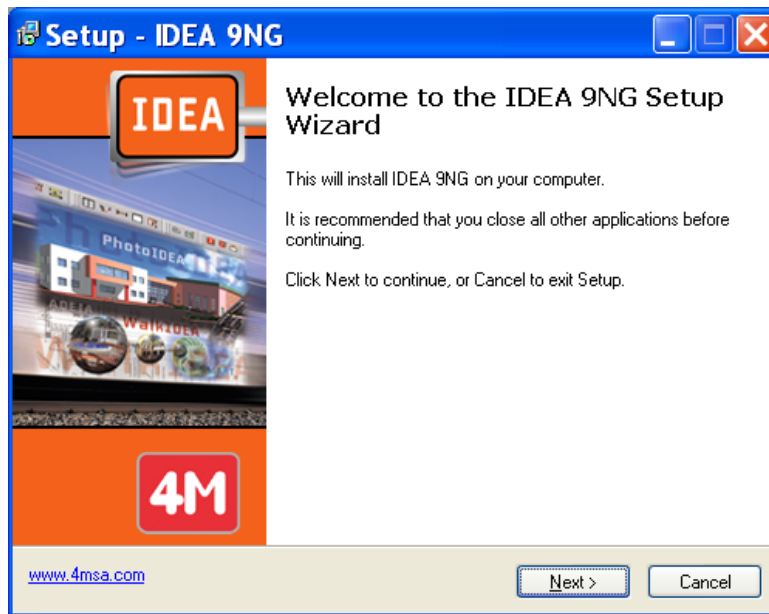 Setup - IDEA 9NG
IDEA
PhotoIDEA
WalkIDEA
4M
Welcome to the IDEA 9NG Setup
Wizard
This will install IDEA 9NG on your computer.
It is recommended that you close all other applications before
continuing.
Click Next to continue, or Cancel to exit Setup.
www.4msa.com
Next >
Cancel